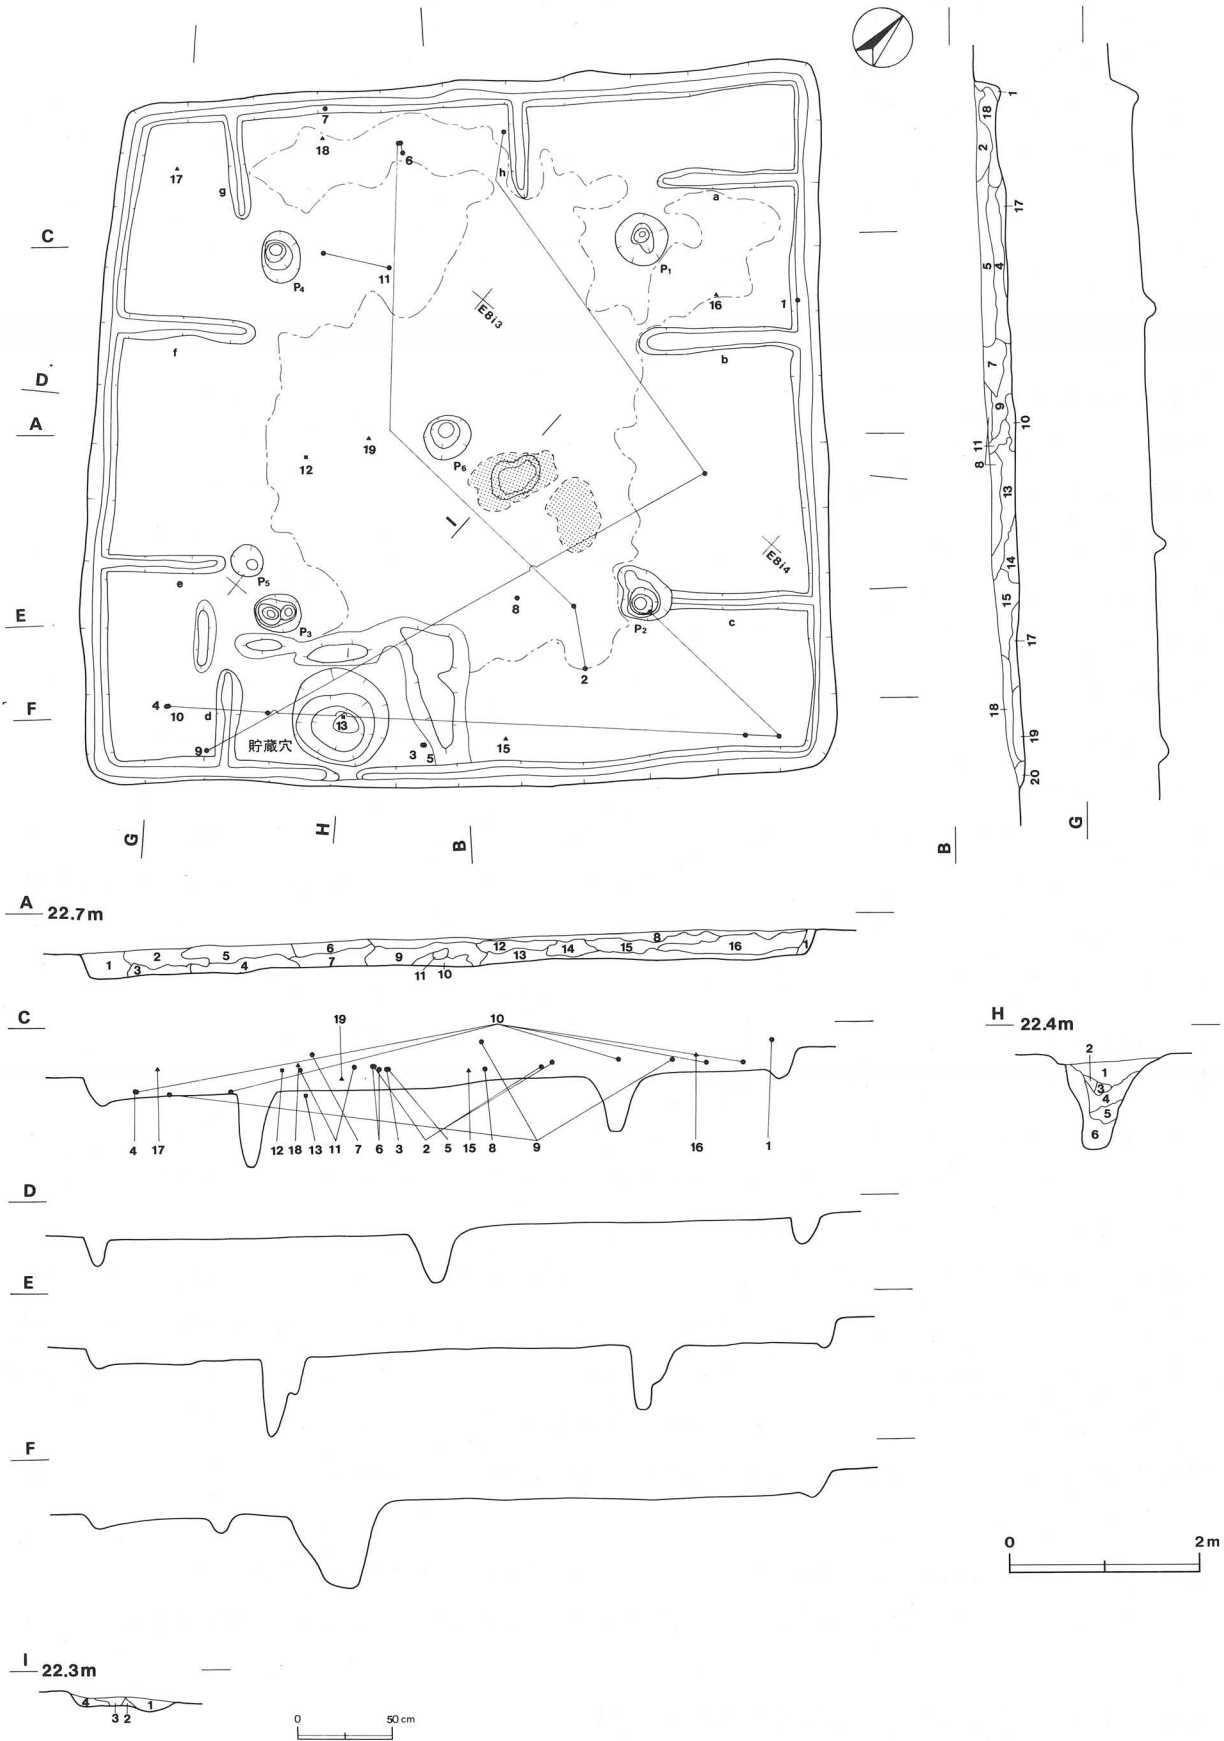 7
18
6
17
h
g
a
C
P₁
P₄
11
16
1
E8i3
f
b
D
A
19
12
P₆
I
E8i4
e
P₅
E
P₃
8
P₂
c
2
4
10
d
F
13
貯蔵穴
9
3
5
15
G
H
B
1
18
2
17
5 4
7
9
10
11
8
13
14
15
17
18
19
20
B
G
A 22.7m
1 2 3 5 4 6 7 9 11 10 12 13 14 15 8 16 1
C
19 10
4 17 12 18 13 11 7 6 3 2 5 15 8 9 16 1
H 22.4m
2
1
3
4
5
6
D
E
F
0 2m
I 22.3m
4 3 2 1
0 50cm